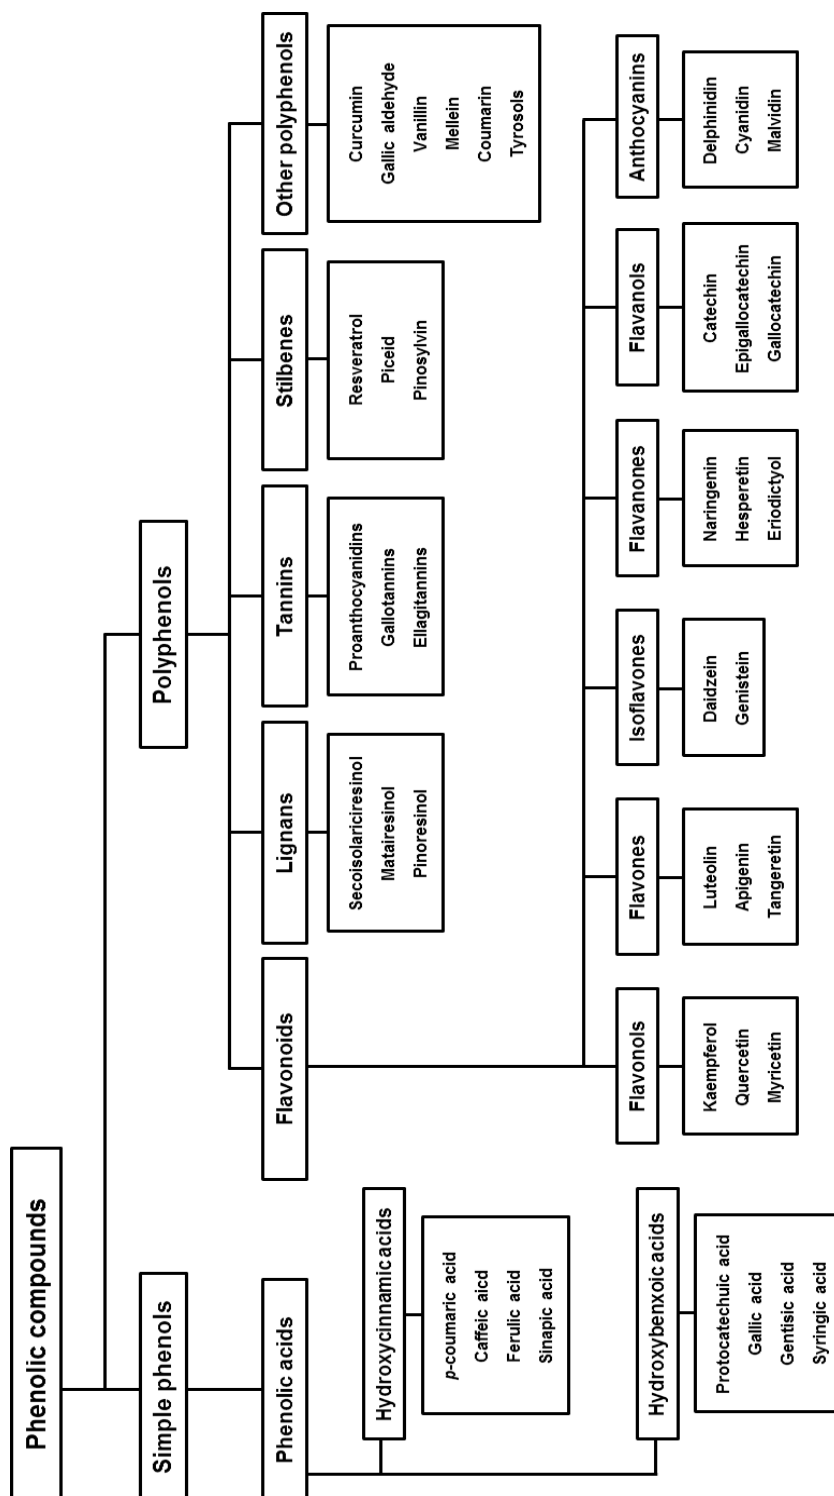 Phenolic compounds
Simple phenols
Polyphenols
Phenolic acids
Flavonoids
Lignans
Tannins
Stilbenes
Other polyphenols
Hydroxycinnamic acids
p-coumaric acid
Caffeic aicd
Ferulic acid
Sinapic acid
Hydroxybenxoic acids
Protocatechuic acid
Gallic acid
Gentisic acid
Syringic acid
Secoisolariciresinol
Matairesinol
Pinoresinol
Proanthocyanidins
Gallotannins
Ellagitannins
Resveratrol
Piceid
Pinosylvin
Curcumin
Gallic aldehyde
Vanillin
Mellein
Coumarin
Tyrosols
Flavonols
Kaempferol
Quercetin
Myricetin
Flavones
Luteolin
Apigenin
Tangeretin
Isoflavones
Daidzein
Genistein
Flavanones
Naringenin
Hesperetin
Eriodictyol
Flavanols
Catechin
Epigallocatechin
Gallocatechin
Anthocyanins
Delphinidin
Cyanidin
Malvidin